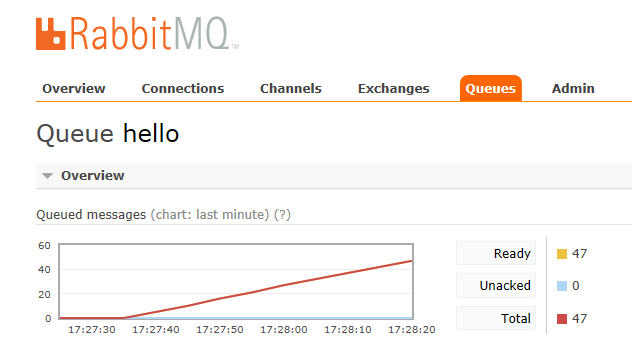 RabbitMQ TM
Overview Connections Channels Exchanges Queues Admin
Queue hello
Overview
Queued messages (chart: last minute) (?)
60
40
20
0
17:27:30 17:27:40 17:27:50 17:28:00 17:28:10 17:28:20
Ready 47
Unacked 0
Total 47